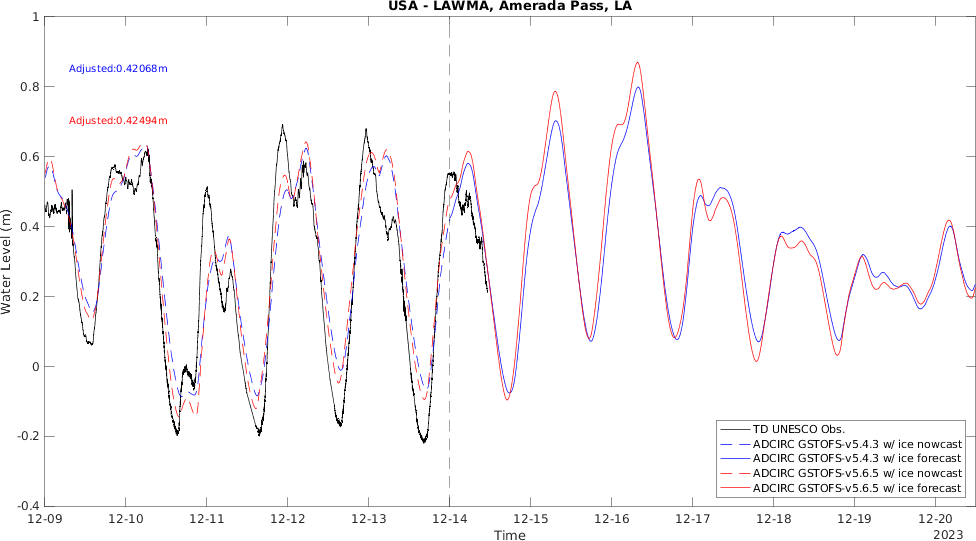 USA - LAWMA, Amerada Pass, LA
1
0.8
0.6
0.4
0.2
0
-0.2
-0.4
Water Level (m)
Adjusted:0.42068m
Adjusted:0.42494m
TD UNESCO Obs.
ADCIRC GSTOFS-v5.4.3 w/ ice nowcast
ADCIRC GSTOFS-v5.4.3 w/ ice forecast
ADCIRC GSTOFS-v5.6.5 w/ ice nowcast
ADCIRC GSTOFS-v5.6.5 w/ ice forecast
12-09 12-10 12-11 12-12 12-13 12-14 12-15 12-16 12-17 12-18 12-19 12-20
2023
Time